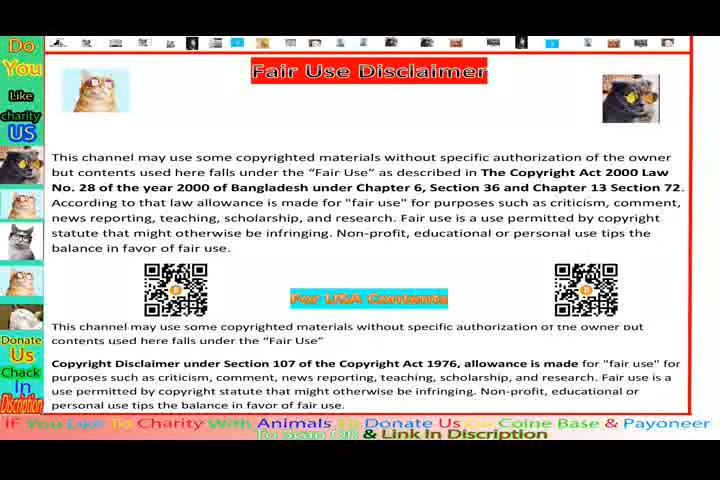 Do
You
Like
charity
US
Donate
Us
Chack
In
Discription
Fair Use Disclaimer
This channel may use some copyrighted materials without specific authorization of the owner
but contents used here falls under the “Fair Use” as described in The Copyright Act 2000 Law
No. 28 of the year 2000 of Bangladesh under Chapter 6, Section 36 and Chapter 13 Section 72.
According to that law allowance is made for "fair use" for purposes such as criticism, comment,
news reporting, teaching, scholarship, and research. Fair use is a use permitted by copyright
statute that might otherwise be infringing. Non-profit, educational or personal use tips the
balance in favor of fair use.
For USA Contents
This channel may use some copyrighted materials without specific authorization of the owner but
contents used here falls under the “Fair Use”
Copyright Disclaimer under Section 107 of the Copyright Act 1976, allowance is made for "fair use" for
purposes such as criticism, comment, news reporting, teaching, scholarship, and research. Fair use is a
use permitted by copyright statute that might otherwise be infringing. Non-profit, educational or
personal use tips the balance in favor of fair use.
IF You Like To Charity With Animals Donate Us On Coine Base & Payoneer
To Scan QR & Link In Discription